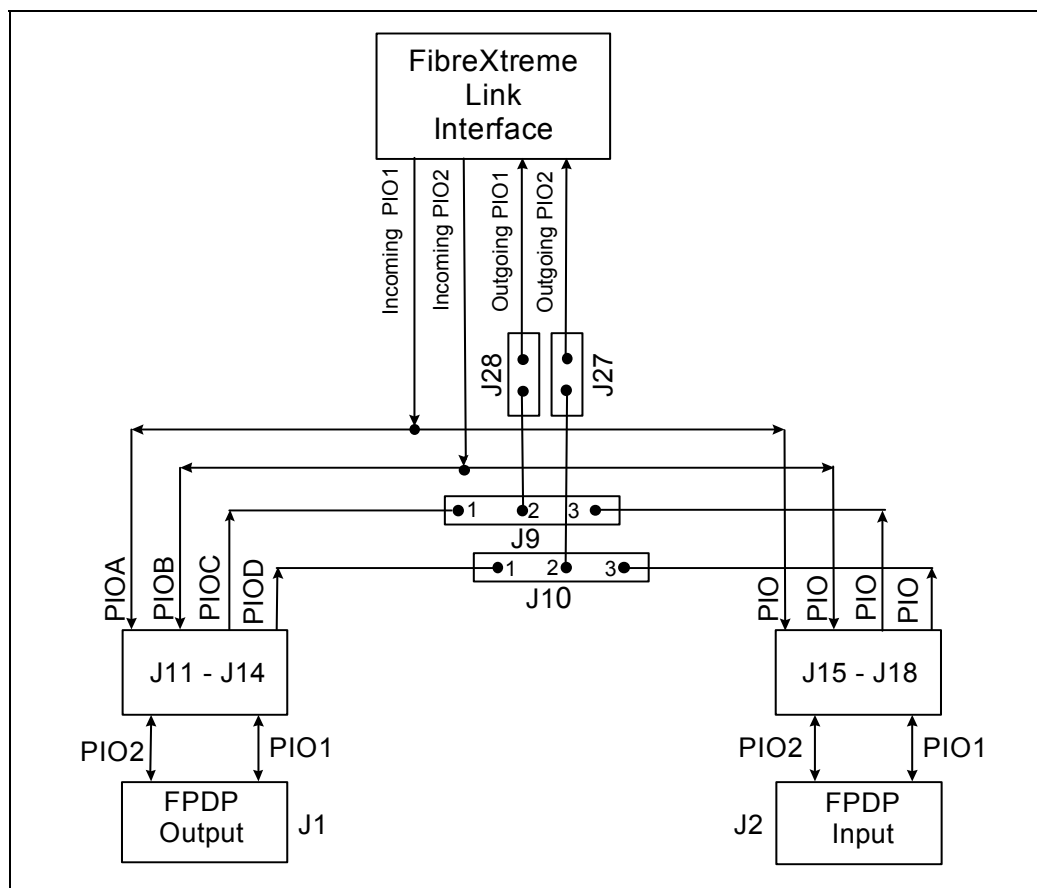 FibreXtreme
Link
Interface
Incoming PIO1
Incoming PIO2
Outgoing PIO1
Outgoing PIO2
J28
J27
1 2 3
J9
1 2 3
J10
PIOA
PIOB
PIOC
PIOD
PIO
PIO
PIO
PIO
J11 - J14
J15 - J18
PIO2
PIO1
PIO2
PIO1
FPDP
Output
J1
J2
FPDP
Input